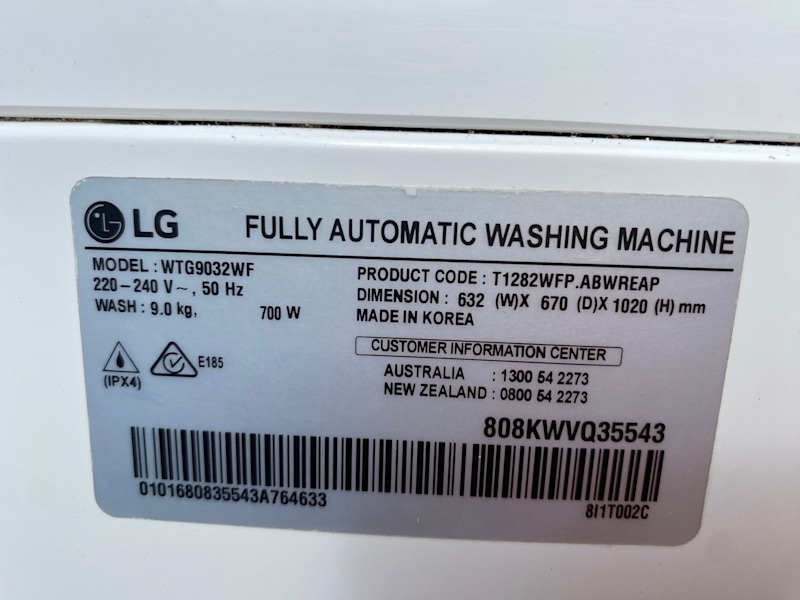 LG FULLY AUTOMATIC WASHING MACHINE
MODEL : WTG9032WF
220-240 V~, 50 Hz
WASH : 9.0 kg, 700 W
PRODUCT CODE : T1282WFP.ABWREAP
DIMENSION : 632 (W)X 670 (D)X 1020 (H) mm
MADE IN KOREA
CUSTOMER INFORMATION CENTER
AUSTRALIA : 1300 54 2273
NEW ZEALAND : 0800 54 2273
(IPX4)
E185
808KWVQ35543
0101680835543A764633
8I1T002C